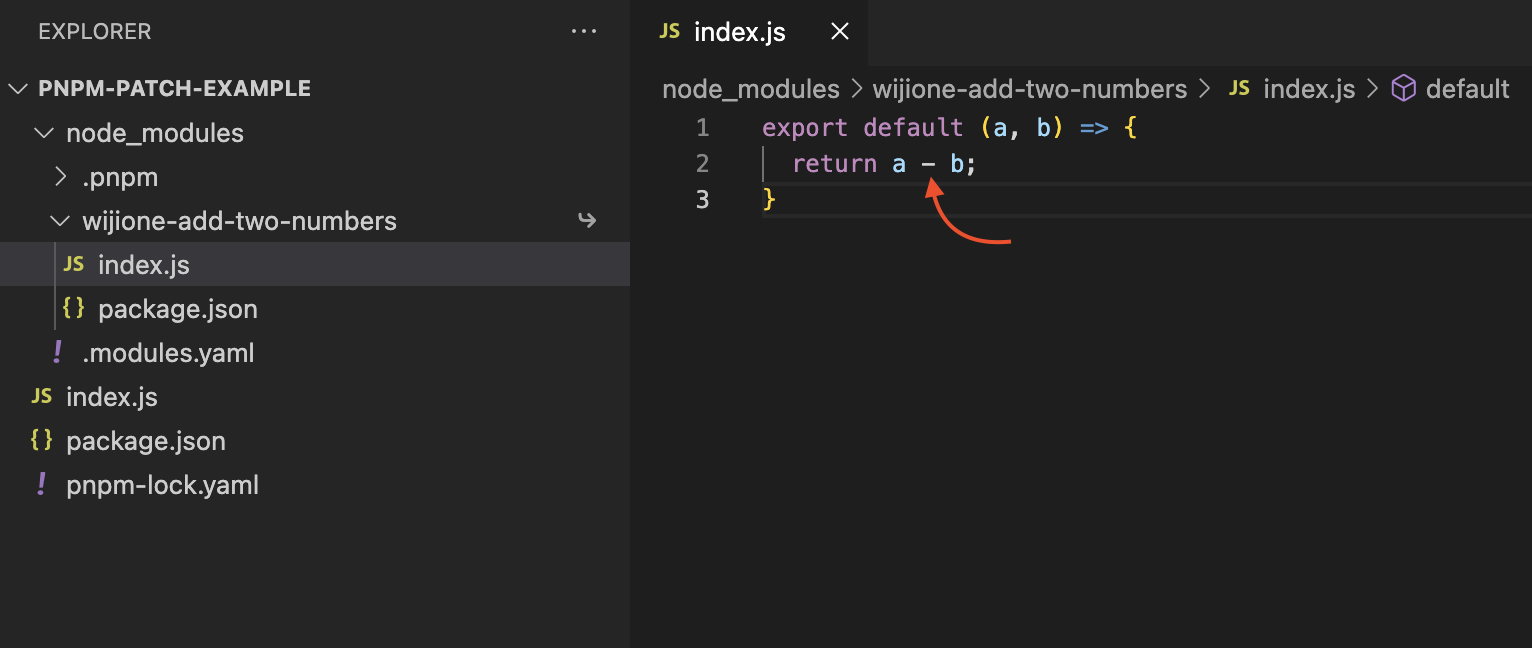 EXPLORER ...
PNPM-PATCH-EXAMPLE
node_modules
.pnpm
wijione-add-two-numbers
JS index.js
{} package.json
! .modules.yaml
JS index.js
{} package.json
! pnpm-lock.yaml
JS index.js
node_modules > wijione-add-two-numbers > JS index.js > default
1 export default (a, b) => {
2 return a - b;
3 }